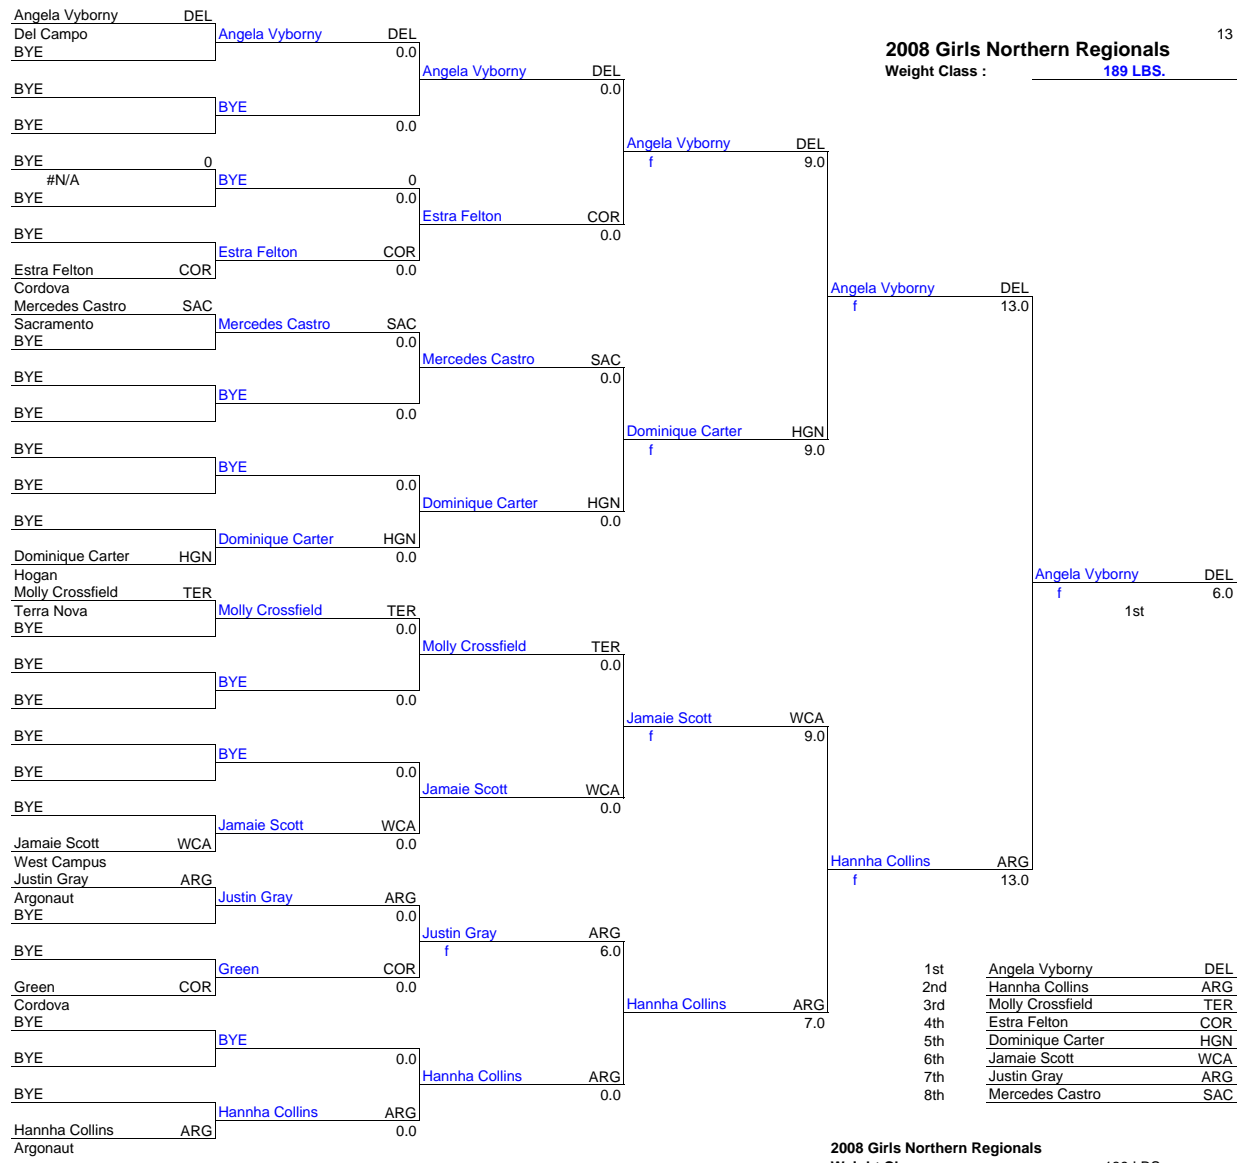 Angela Vyborny DEL
13
Del Campo Angela Vyborny DEL
2008 Girls Northern Regionals
BYE 0.0
Angela Vyborny DEL Weight Class : 189 LBS.
BYE 0.0
BYE
BYE 0.0
Angela Vyborny DEL
BYE 0 f 9.0
#N/A BYE 0
BYE 0.0
Estra Felton COR
BYE 0.0
Estra Felton COR
Estra Felton COR 0.0
Cordova Angela Vyborny DEL
Mercedes Castro SAC f 13.0
Sacramento Mercedes Castro SAC
BYE 0.0
Mercedes Castro SAC
BYE 0.0
BYE
BYE 0.0
Dominique Carter HGN
BYE f 9.0
BYE
BYE 0.0
Dominique Carter HGN
BYE 0.0
Dominique Carter HGN
Dominique Carter HGN 0.0
Hogan Angela Vyborny DEL
Molly Crossfield TER f 6.0
Terra Nova Molly Crossfield TER 1st
BYE 0.0
Molly Crossfield TER
BYE 0.0
BYE
BYE 0.0
Jamaie Scott WCA
BYE f 9.0
BYE
BYE 0.0
Jamaie Scott WCA
BYE 0.0
Jamaie Scott WCA
Jamaie Scott WCA 0.0
West Campus Hannha Collins ARG
Justin Gray ARG f 13.0
Argonaut Justin Gray ARG
BYE 0.0
Justin Gray ARG
BYE f 6.0
Green COR 1st Angela Vyborny DEL
Green COR 0.0 2nd Hannha Collins ARG
Cordova Hannha Collins ARG 3rd Molly Crossfield TER
BYE 7.0 4th Estra Felton COR
BYE 5th Dominique Carter HGN
BYE 0.0 6th Jamaie Scott WCA
Hannha Collins ARG 7th Justin Gray ARG
BYE 0.0 8th Mercedes Castro SAC
Hannha Collins ARG
Hannha Collins ARG 0.0
Argonaut 2008 Girls Northern Regionals